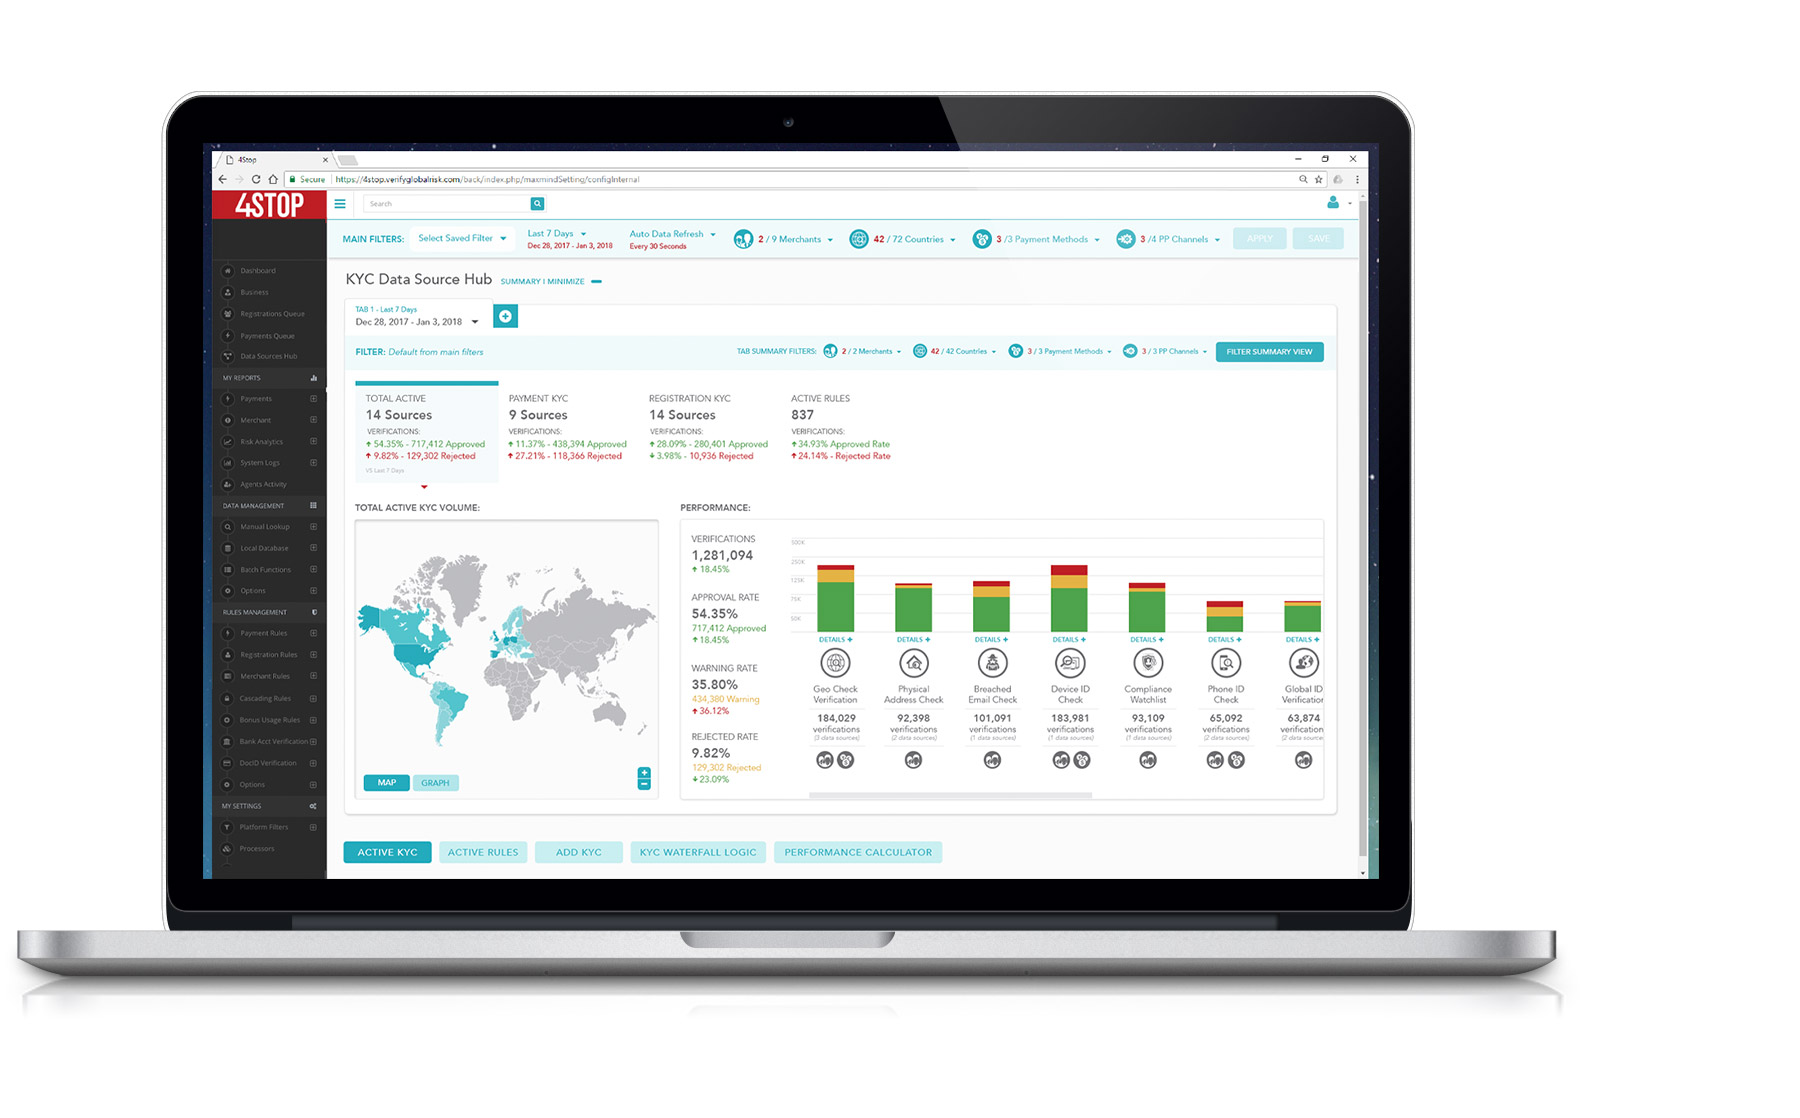 4Stop
Secure
https://4stop.verifyglobalrisk.com/back/index.php/maxmindSetting/configInternal
4STOP
Search
MAIN FILTERS:
Select Saved Filter
Last 7 Days
Dec 28, 2017 - Jan 3, 2018
Auto Data Refresh
Every 30 Seconds
2 / 9 Merchants
42 / 72 Countries
3 /3 Payment Methods
3 /4 PP Channels
APPLY
SAVE
Dashboard
Business
Registrations Queue
Payments Queue
Data Sources Hub
MY REPORTS
Payments
Merchant
Risk Analytics
System Logs
Agents Activity
DATA MANAGEMENT
Manual Lookup
Local Database
Batch Functions
Options
RULES MANAGEMENT
Payment Rules
Registration Rules
Merchant Rules
Cascading Rules
Bonus Usage Rules
Bank Acct Verification
DocID Verification
Options
MY SETTINGS
Platform Filters
Processors
KYC Data Source Hub
SUMMARY I MINIMIZE
TAB 1 - Last 7 Days
Dec 28, 2017 - Jan 3, 2018
FILTER: Default from main filters
TAB SUMMARY FILTERS:
2 / 2 Merchants
42 / 42 Countries
3 / 3 Payment Methods
3 / 3 PP Channels
FILTER SUMMARY VIEW
TOTAL ACTIVE
14 Sources
VERIFICATIONS:
54.35% - 717,412 Approved
9.82% - 129,302 Rejected
VS Last 7 Days
PAYMENT KYC
9 Sources
VERIFICATIONS:
11.37% - 438,394 Approved
27.21% - 118,366 Rejected
REGISTRATION KYC
14 Sources
VERIFICATIONS:
28.09% - 280,401 Approved
3.98% - 10,936 Rejected
ACTIVE RULES
837
VERIFICATIONS:
34.93% Approved Rate
24.14% - Rejected Rate
TOTAL ACTIVE KYC VOLUME:
MAP
GRAPH
PERFORMANCE:
VERIFICATIONS
1,281,094
18.45%
APPROVAL RATE
54.35%
717,412 Approved
18.45%
WARNING RATE
35.80%
434,380 Warning
36.12%
REJECTED RATE
9.82%
129,302 Rejected
23.09%
300K
250K
125K
75K
50K
DETAILS +
DETAILS +
DETAILS +
DETAILS +
DETAILS +
DETAILS +
DETAILS +
Geo Check
Verification
184,029
verifications
(3 data sources)
Physical
Address Check
92,398
verifications
(2 data sources)
Breached
Email Check
101,091
verifications
(1 data sources)
Device ID
Check
183,981
verifications
(1 data sources)
Compliance
Watchlist
93,109
verifications
(1 data sources)
Phone ID
Check
65,092
verifications
(2 data sources)
Global ID
Verification
63,874
verifications
(2 data sources
ACTIVE KYC
ACTIVE RULES
ADD KYC
KYC WATERFALL LOGIC
PERFORMANCE CALCULATOR